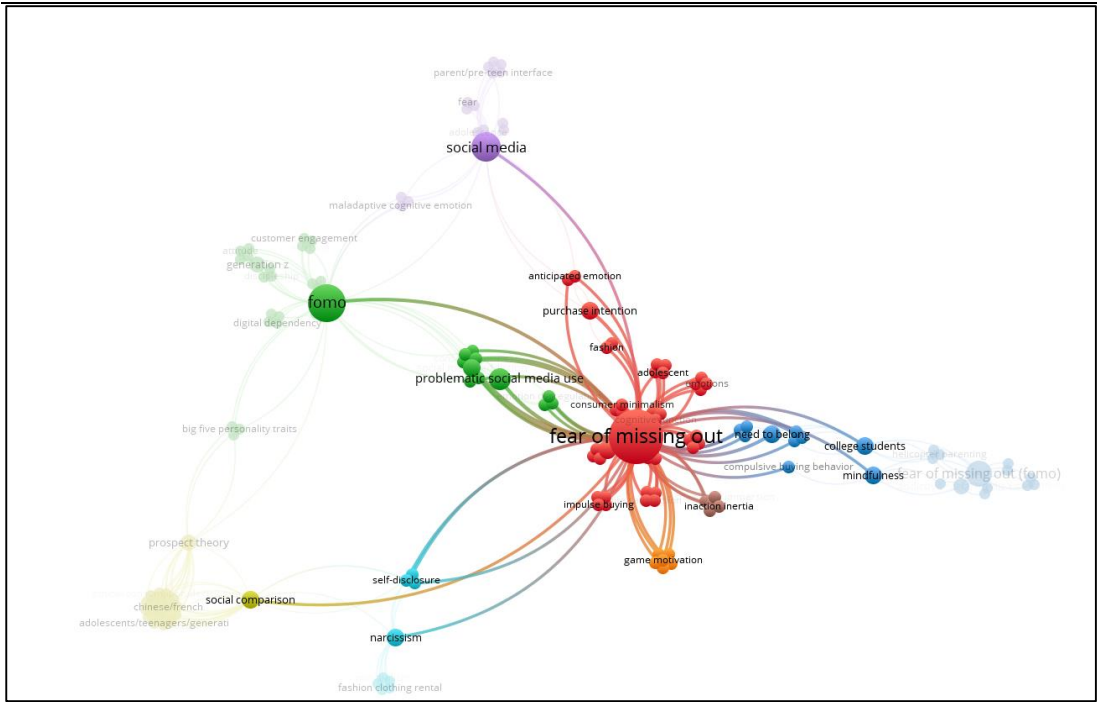 parent/pre-teen interface
fear
social media
maladaptive cognitive emotion
customer engagement
generation z
anticipated emotion
fomo
purchase intention
digital dependency
fashion
adolescent
problematic social media use
emotions
consumer minimalism
big five personality traits
fear of missing out
need to belong
college students
helicopter parenting
compulsive buying behavior
mindfulness
fear of missing out (fomo)
impulse buying
inaction inertia
prospect theory
game motivation
self-disclosure
social comparison
chinese/french
adolescents/teenagers/generati
narcissism
fashion clothing rental